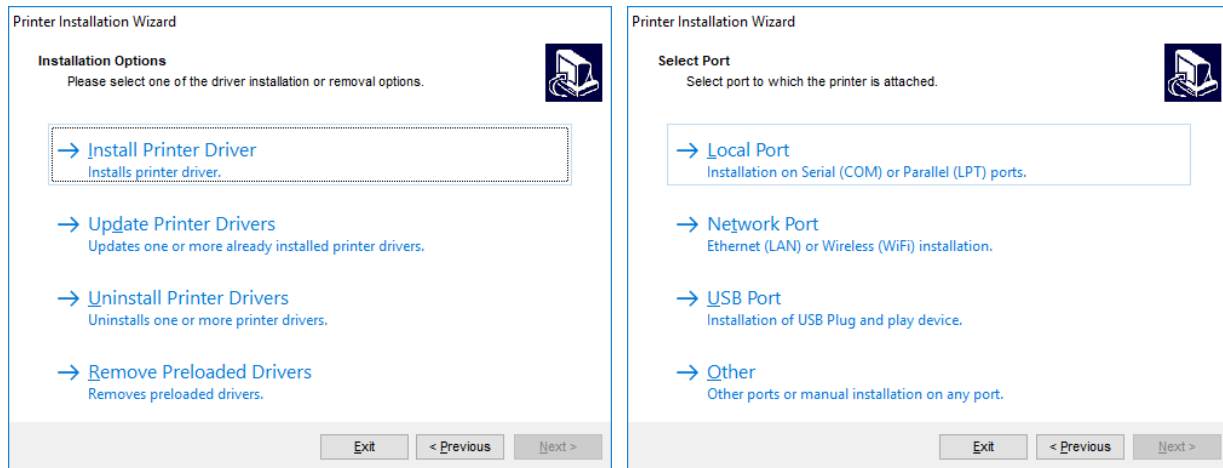 Printer Installation Wizard
Installation Options
Please select one of the driver installation or removal options.
Install Printer Driver
Installs printer driver.
Update Printer Drivers
Updates one or more already installed printer drivers.
Uninstall Printer Drivers
Uninstalls one or more printer drivers.
Remove Preloaded Drivers
Removes preloaded drivers.
Exit
< Previous
Next >
Printer Installation Wizard
Select Port
Select port to which the printer is attached.
Local Port
Installation on Serial (COM) or Parallel (LPT) ports.
Network Port
Ethernet (LAN) or Wireless (WiFi) installation.
USB Port
Installation of USB Plug and play device.
Other
Other ports or manual installation on any port.
Exit
< Previous
Next >